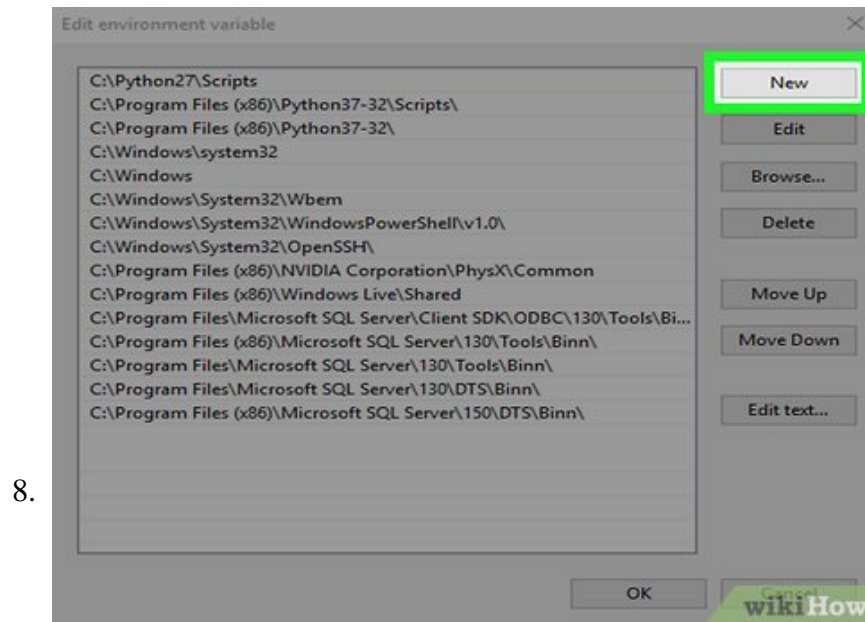 Edit environment variable
C:\Python27\Scripts
C:\Program Files (x86)\Python37-32\Scripts\
C:\Program Files (x86)\Python37-32\
C:\Windows\system32
C:\Windows
C:\Windows\System32\Wbem
C:\Windows\System32\WindowsPowerShell\v1.0\
C:\Windows\System32\OpenSSH\
C:\Program Files (x86)\NVIDIA Corporation\PhysX\Common
C:\Program Files (x86)\Windows Live\Shared
C:\Program Files\Microsoft SQL Server\Client SDK\ODBC\130\Tools\Bi...
C:\Program Files (x86)\Microsoft SQL Server\130\Tools\Binn\
C:\Program Files\Microsoft SQL Server\130\Tools\Binn\
C:\Program Files\Microsoft SQL Server\130\DTS\Binn\
C:\Program Files (x86)\Microsoft SQL Server\150\DTS\Binn\
New
Edit
Browse...
Delete
Move Up
Move Down
Edit text...
8.
OK
Cancel
wikiHow